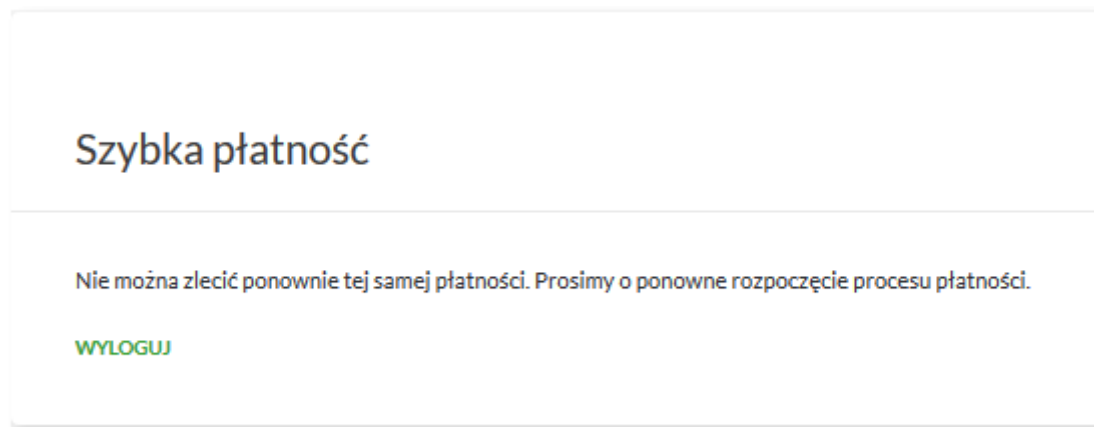 Szybka płatność
Nie można zlecić ponownie tej samej płatności. Prosimy o ponowne rozpoczęcie procesu płatności.
WYLOGUJ